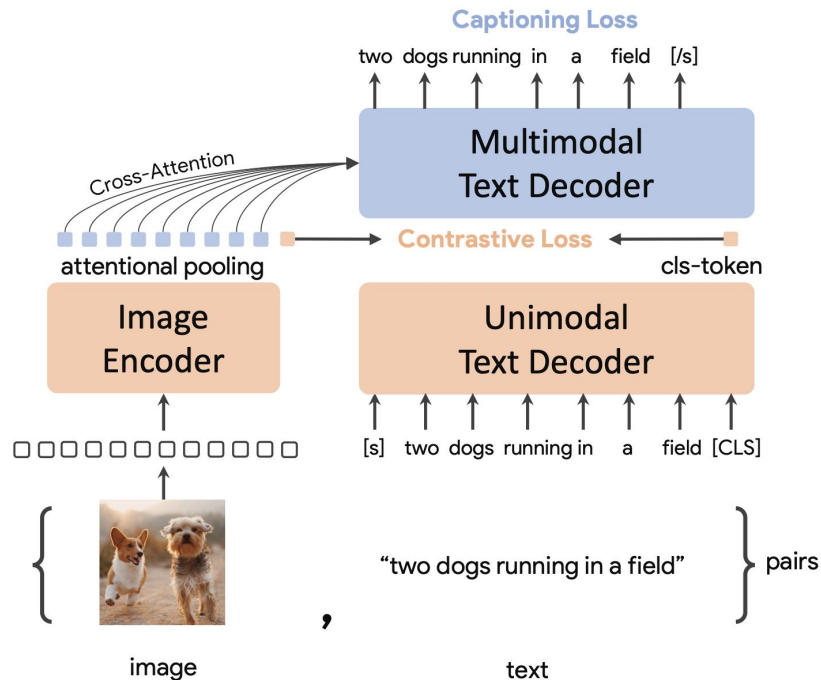 Captioning Loss
two dogs running in a field [/s]
Multimodal
Text Decoder
Cross-Attention
Contrastive Loss
attentional pooling
cls-token
Image
Encoder
Unimodal
Text Decoder
[s] two dogs running in a field [CLS]
“two dogs running in a field”
pairs
,
image
text